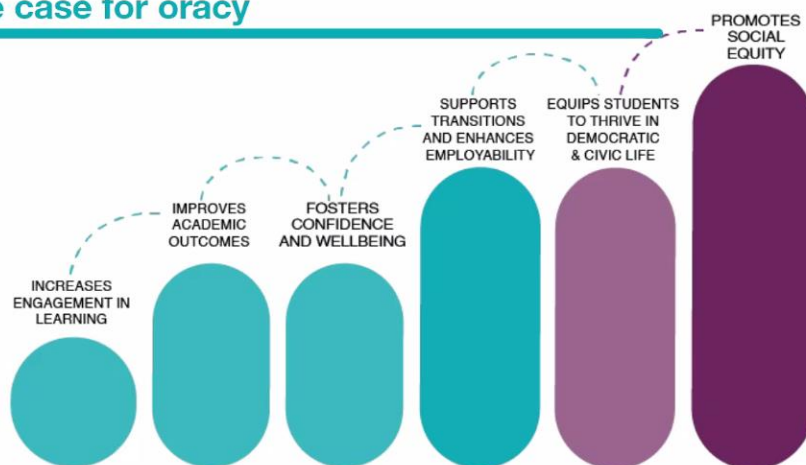 e case for oracy
PROMOTES
SOCIAL
EQUITY
SUPPORTS
TRANSITIONS
AND ENHANCES
EMPLOYABILITY
EQUIPS STUDENTS
TO THRIVE IN
DEMOCRATIC
& CIVIC LIFE
IMPROVES
ACADEMIC
OUTCOMES
FOSTERS
CONFIDENCE
AND WELLBEING
INCREASES
ENGAGEMENT IN
LEARNING